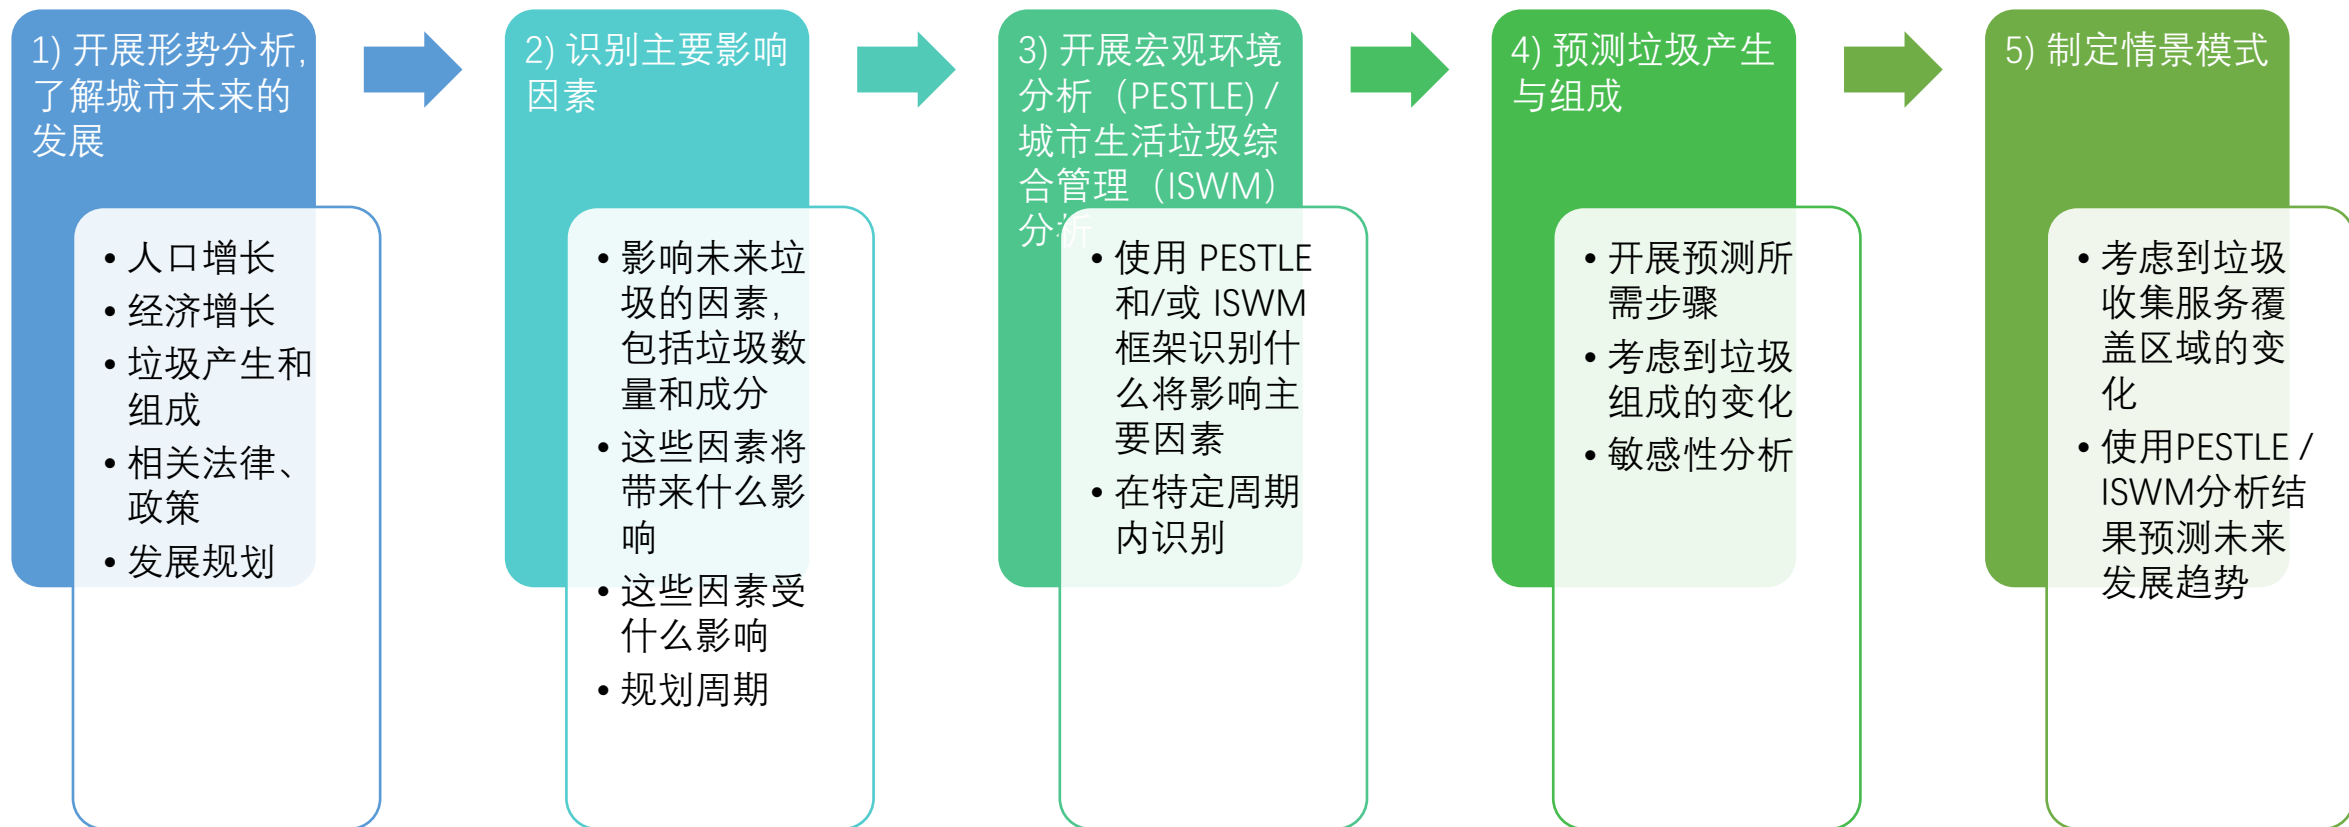 1) 开展形势分析,
了解城市未来的
发展
• 人口增长
• 经济增长
• 垃圾产生和
组成
• 相关法律、
政策
• 发展规划
2) 识别主要影响
因素
• 影响未来垃
圾的因素,
包括垃圾数
量和成分
• 这些因素将
带来什么影
响
• 这些因素受
什么影响
• 规划周期
3) 开展宏观环境
分析（PESTLE) /
城市生活垃圾综
合管理（ISWM）
分析
• 使用 PESTLE
和/或 ISWM
框架识别什
么将影响主
要因素
• 在特定周期
内识别
4) 预测垃圾产生
与组成
• 开展预测所
需步骤
• 考虑到垃圾
组成的变化
• 敏感性分析
5) 制定情景模式
• 考虑到垃圾
收集服务覆
盖区域的变
化
• 使用PESTLE /
ISWM分析结
果预测未来
发展趋势